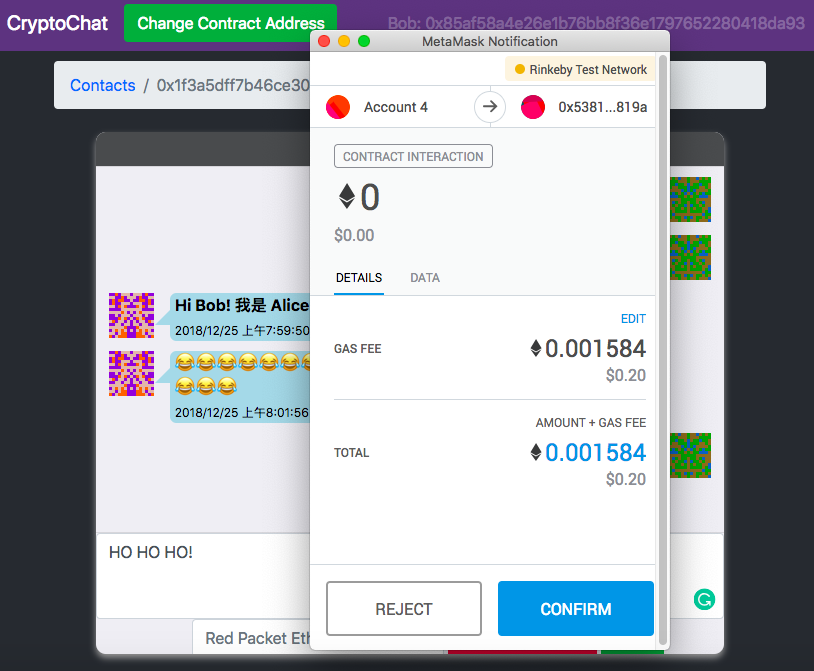 CryptoChat
Change Contract Address
Bob: 0x85af58a4e26e1b76bb8f36e1797652280418da93
MetaMask Notification
Contacts / 0x1f3a5dff7b46ce30
Rinkeby Test Network
Account 4
0x5381...819a
CONTRACT INTERACTION
0
$0.00
DETAILS
DATA
Hi Bob! 我是 Alice
2018/12/25 上午7:59:50
😂😂😂😂😂😂😂
😂😂😂
2018/12/25 上午8:01:56
EDIT
GAS FEE
0.001584
$0.20
AMOUNT + GAS FEE
TOTAL
0.001584
$0.20
HO HO HO!
REJECT
CONFIRM
Red Packet Eth